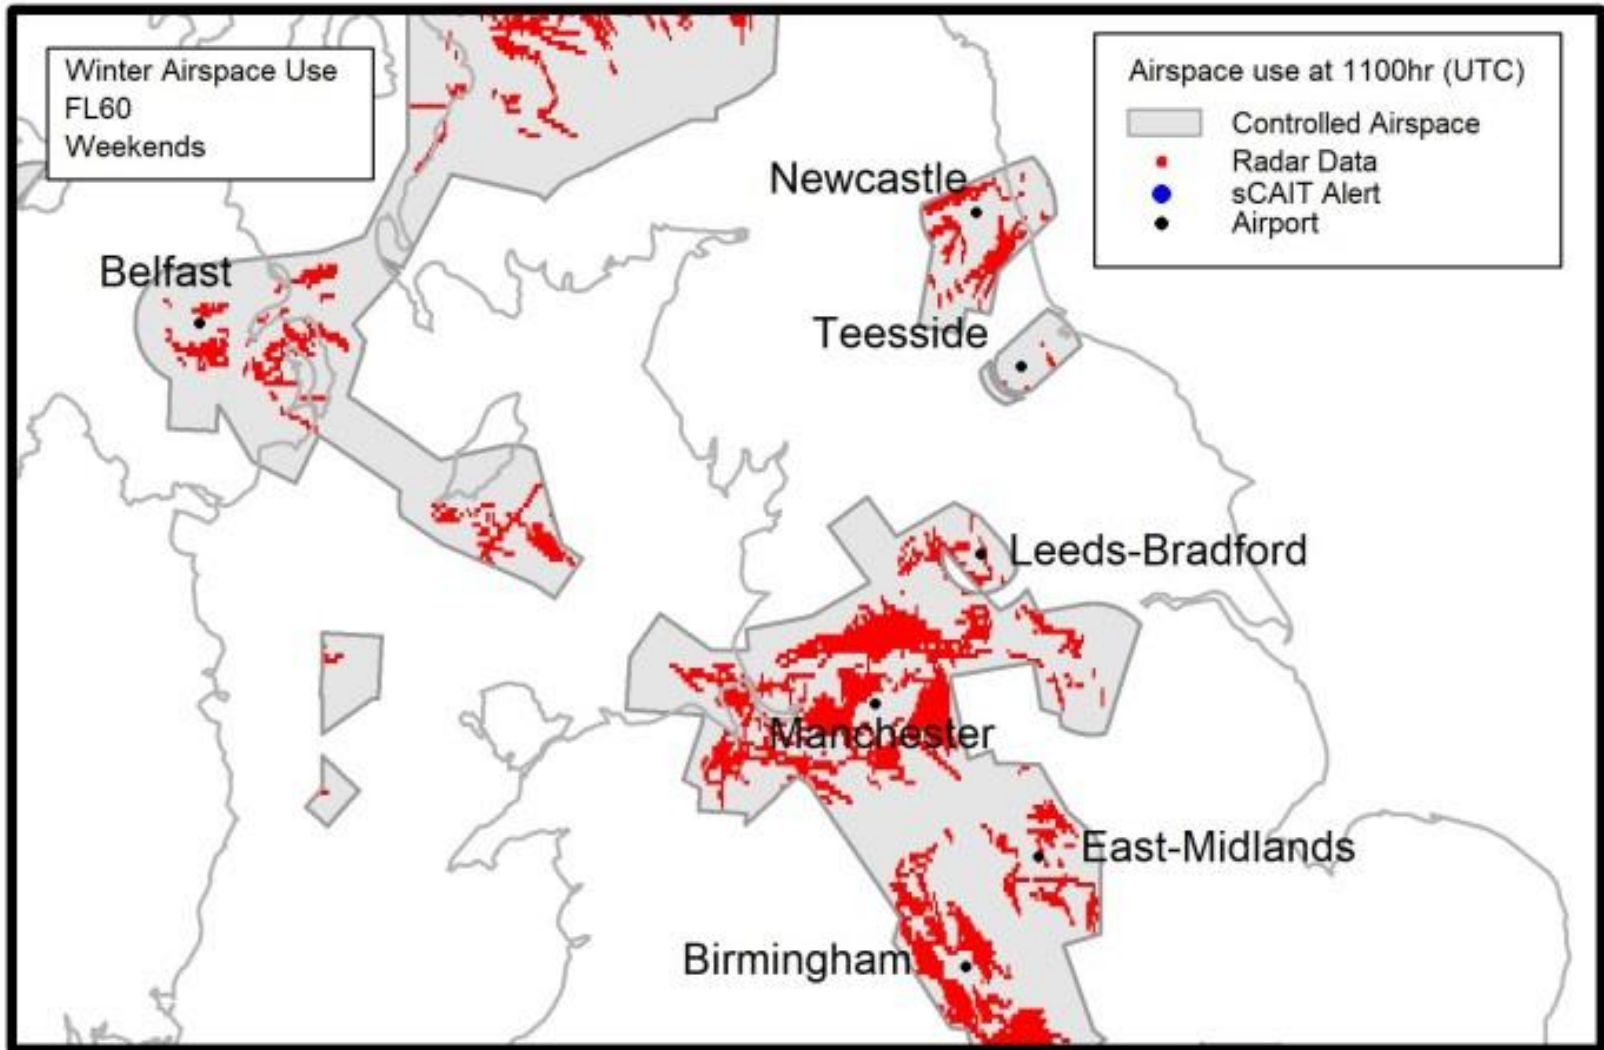 Winter Airspace Use
FL60
Weekends
Airspace use at 1100hr (UTC)
Controlled Airspace
Radar Data
sCAIT Alert
Airport
Newcastle
Belfast
Teesside
Leeds-Bradford
Manchester
East-Midlands
Birmingham